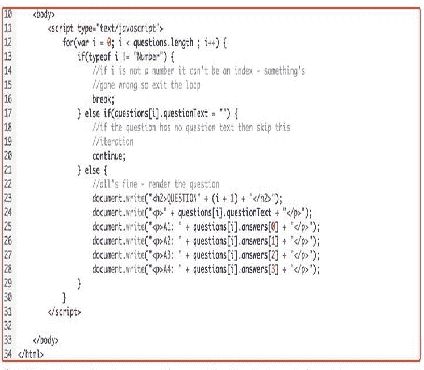 10 <body>
11 <script type="text/javascript">
12 for(var i = 0; i < questions.length ; i++) {
13 if(typeof i != "Number") {
14 //if i is not a number it can't be an index - something's
15 //gone wrong so exit the loop
16 break;
17 } else if(questions[i].questionText = "") {
18 //if the question has no question text then skip this
19 //iteration
20 continue;
21 } else {
22 //all's fine - render the question
23 document.write("<h2>QUESTION" + (i + 1) + "</h2>");
24 document.write("<p>" + questions[i].questionText + "</p>");
25 document.write("<p>A1: " + questions[i].answers[0] + "</p>");
26 document.write("<p>A2: " + questions[i].answers[1] + "</p>");
27 document.write("<p>A3: " + questions[i].answers[2] + "</p>");
28 document.write("<p>A4: " + questions[i].answers[3] + "</p>");
29 }
30 }
31 </script>
32
33 </body>
34 </html>